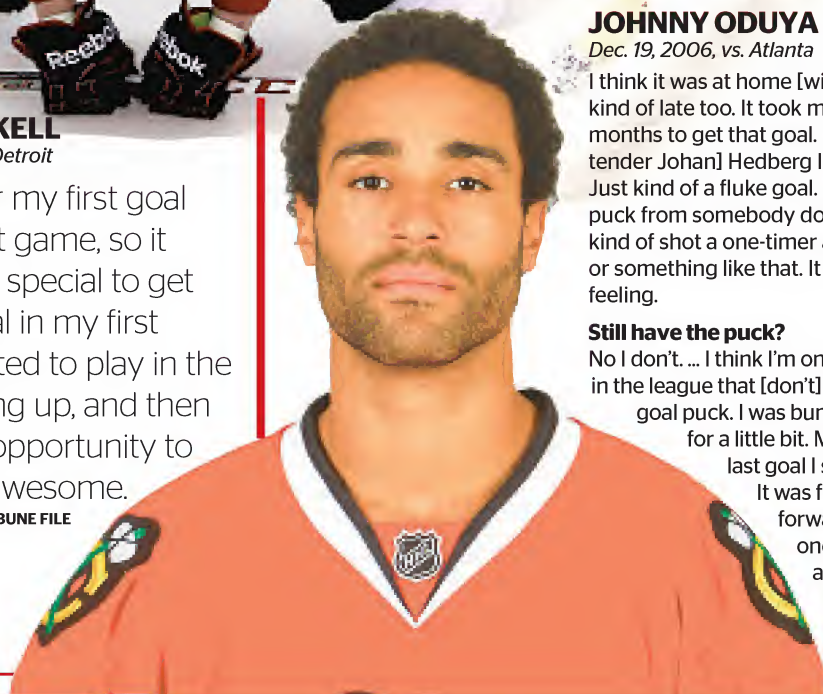 Reebok
ebok
KELL
Detroit
r my first goal
t game, so it
special to get
al in my first
ted to play in the
ng up, and then
opportunity to
wesome.
BUNE FILE
JOHNNY ODUYA
Dec. 19, 2006, vs. Atlanta
I think it was at home [wi
kind of late too. It took m
months to get that goal.
tender Johan] Hedberg I
Just kind of a fluke goal.
puck from somebody do
kind of shot a one-timer a
or something like that. It
feeling.
Still have the puck?
No I don't. ... I think I'm on
in the league that [don't]
goal puck. I was bur
for a little bit. M
last goal I s
It was f
forwa
one
a
NHL